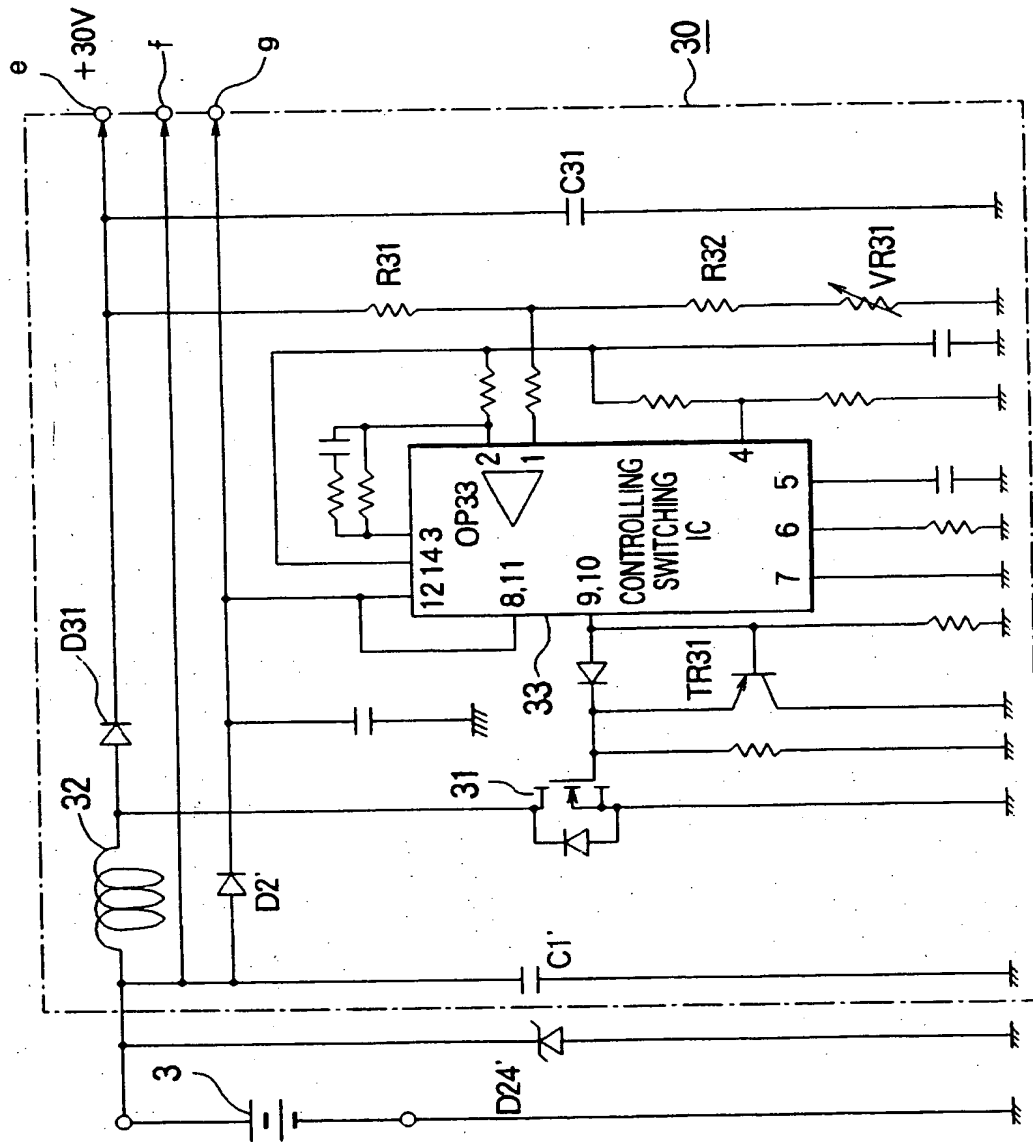 e
+30V
f
g
30
D31
32
C31
R31
R32
VR31
D2'
12 14 3
OP33
2
1
8,11
9,10
CONTROLLING
SWITCHING
IC
4
5
6
7
33
31
TR31
C1'
3
D24'